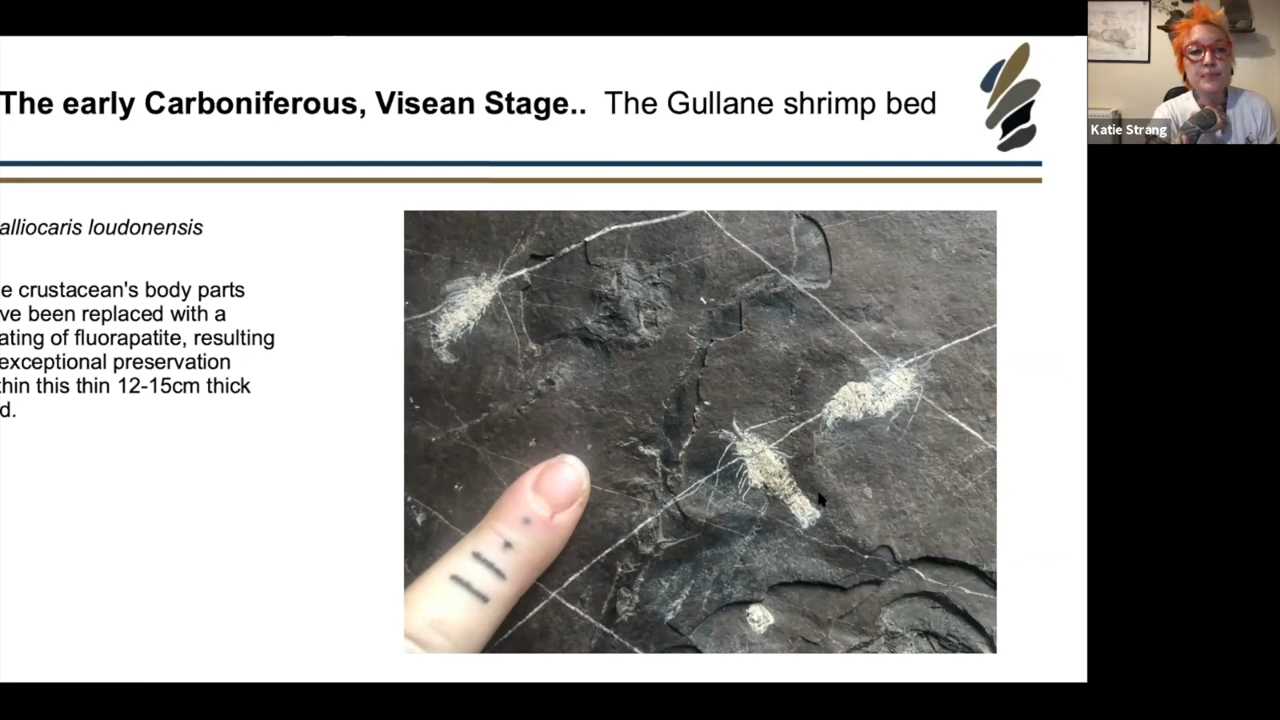 The early Carboniferous, Visean Stage.. The Gullane shrimp bed
Katie Strang
alliocaris loudonensis
e crustacean's body parts
ve been replaced with a
ating of fluorapatite, resulting
exceptional preservation
thin this thin 12-15cm thick
d.